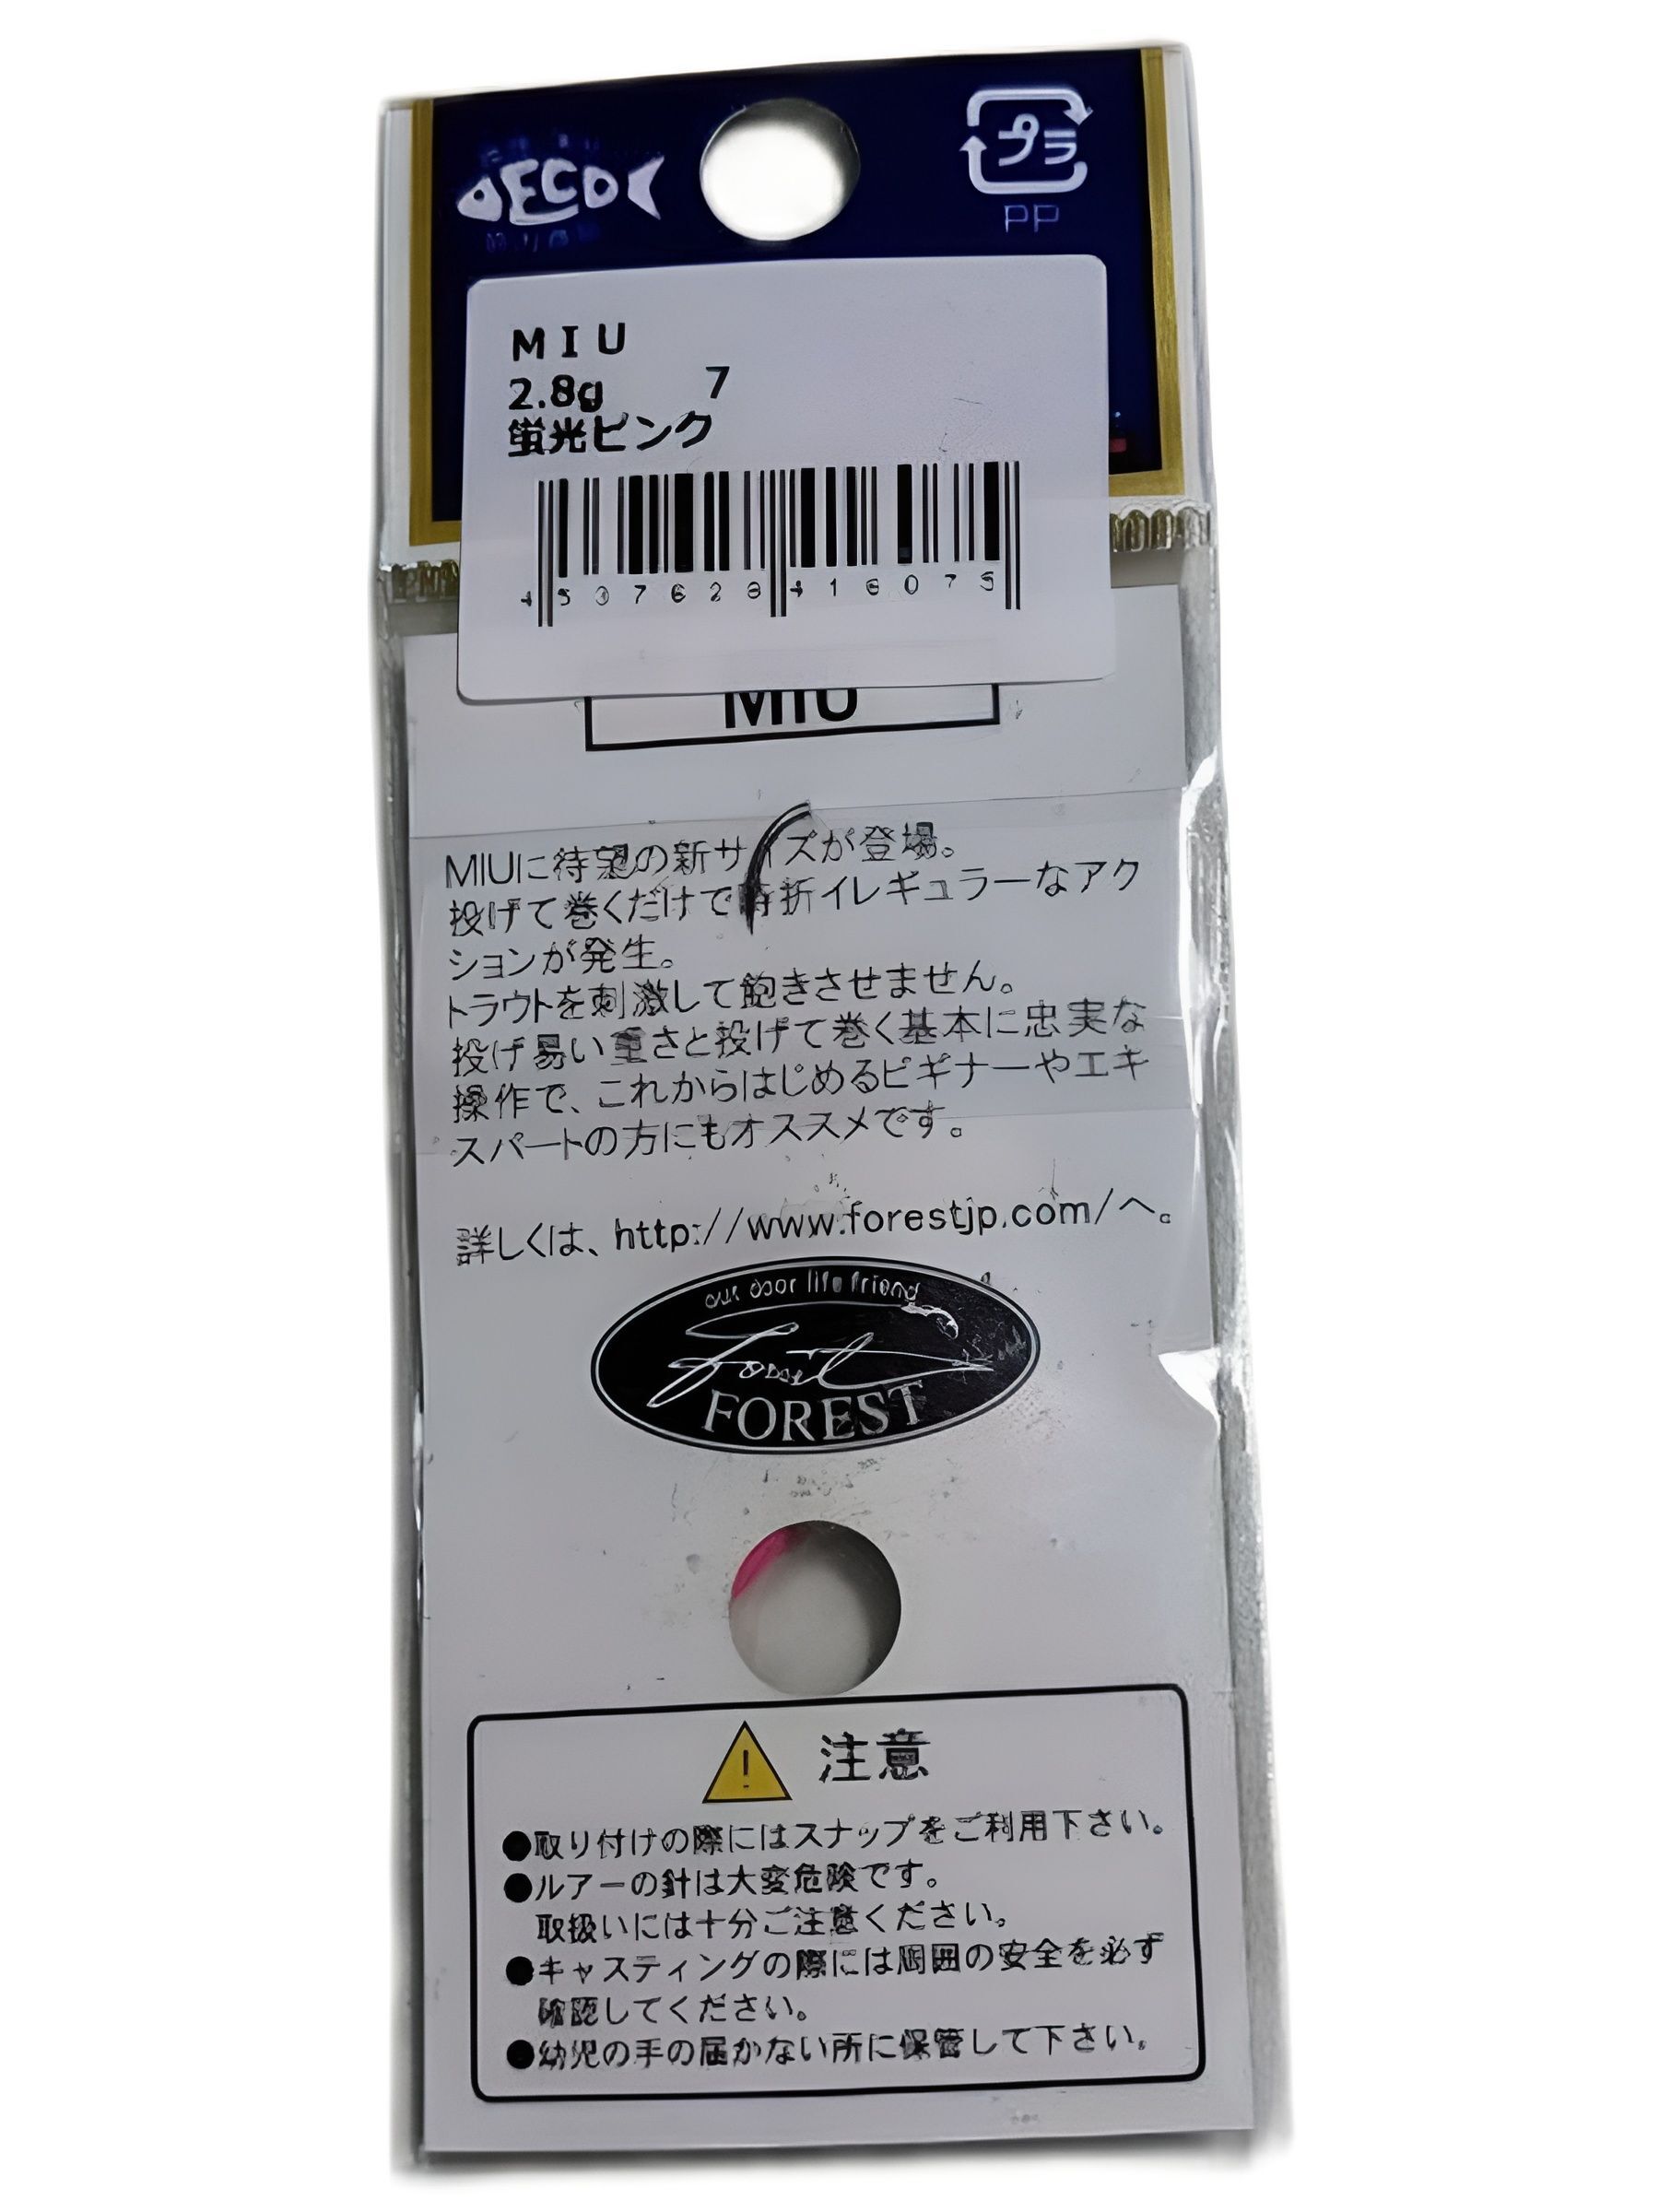 ECO
プラ
PP
MIU
2.8g 7
蛍光ピンク
MIU
MIUに待望の新サイズが登場。
投げて巻くだけで時折イレギュラーなアク
ションが発生。
トラウトを刺激して飽きさせません。
投げ易い重さと投げて巻く基本に忠実な
操作で、これからはじめるビギナーやエキ
スパートの方にもオススメです。
詳しくは、http://www.forestjp.com/へ。
out door life friend
Forest
FOREST
注意
●取り付けの際にはスナップをご利用下さい。
●ルアーの針は大変危険です。
取扱いには十分ご注意ください。
●キャスティングの際には周囲の安全を必ず
確認してください。
●幼児の手の届かない所に保管して下さい。